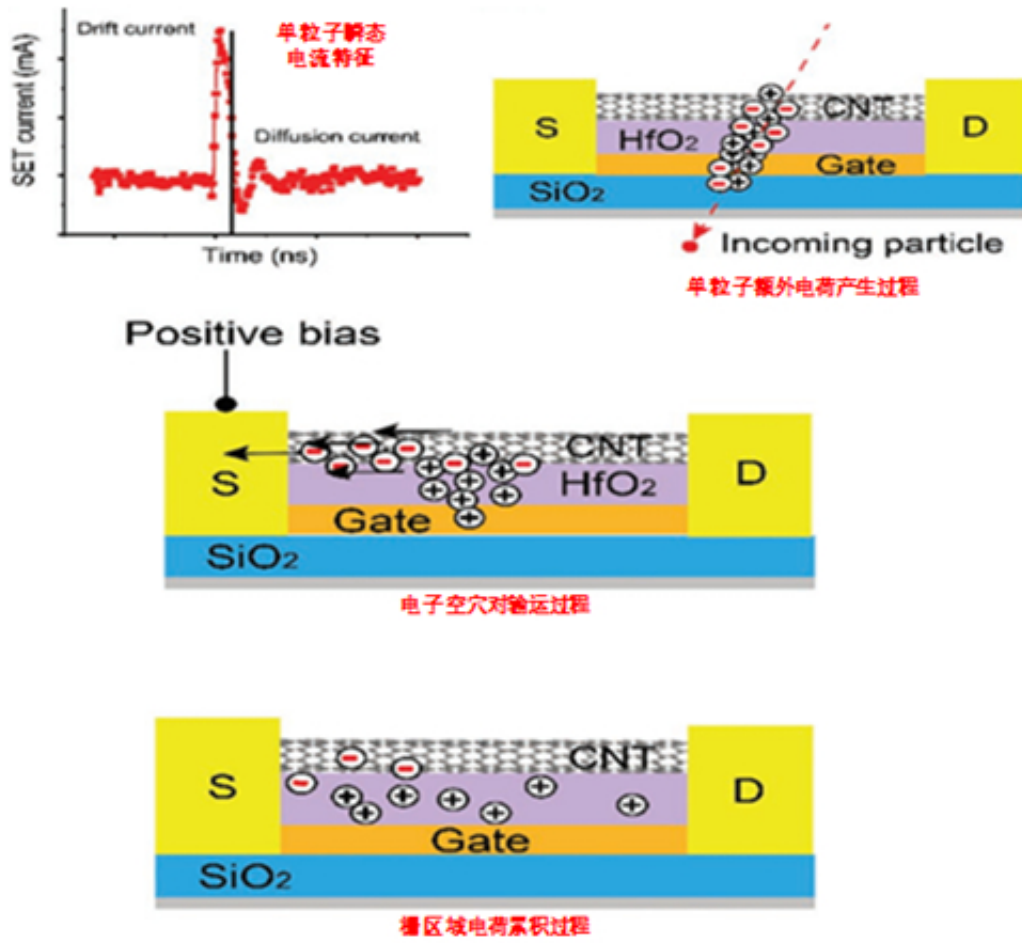 Drift current
单粒子瞬态
电流特征
SET current (mA)
Diffusion current
Time (ns)
S
CNT
D
HfO₂
Gate
SiO₂
Incoming particle
单粒子额外电荷产生过程
Positive bias
CNT
S
HfO₂
D
Gate
SiO₂
电子空穴对输运过程
CNT
S
D
Gate
SiO₂
栅区域电荷累积过程